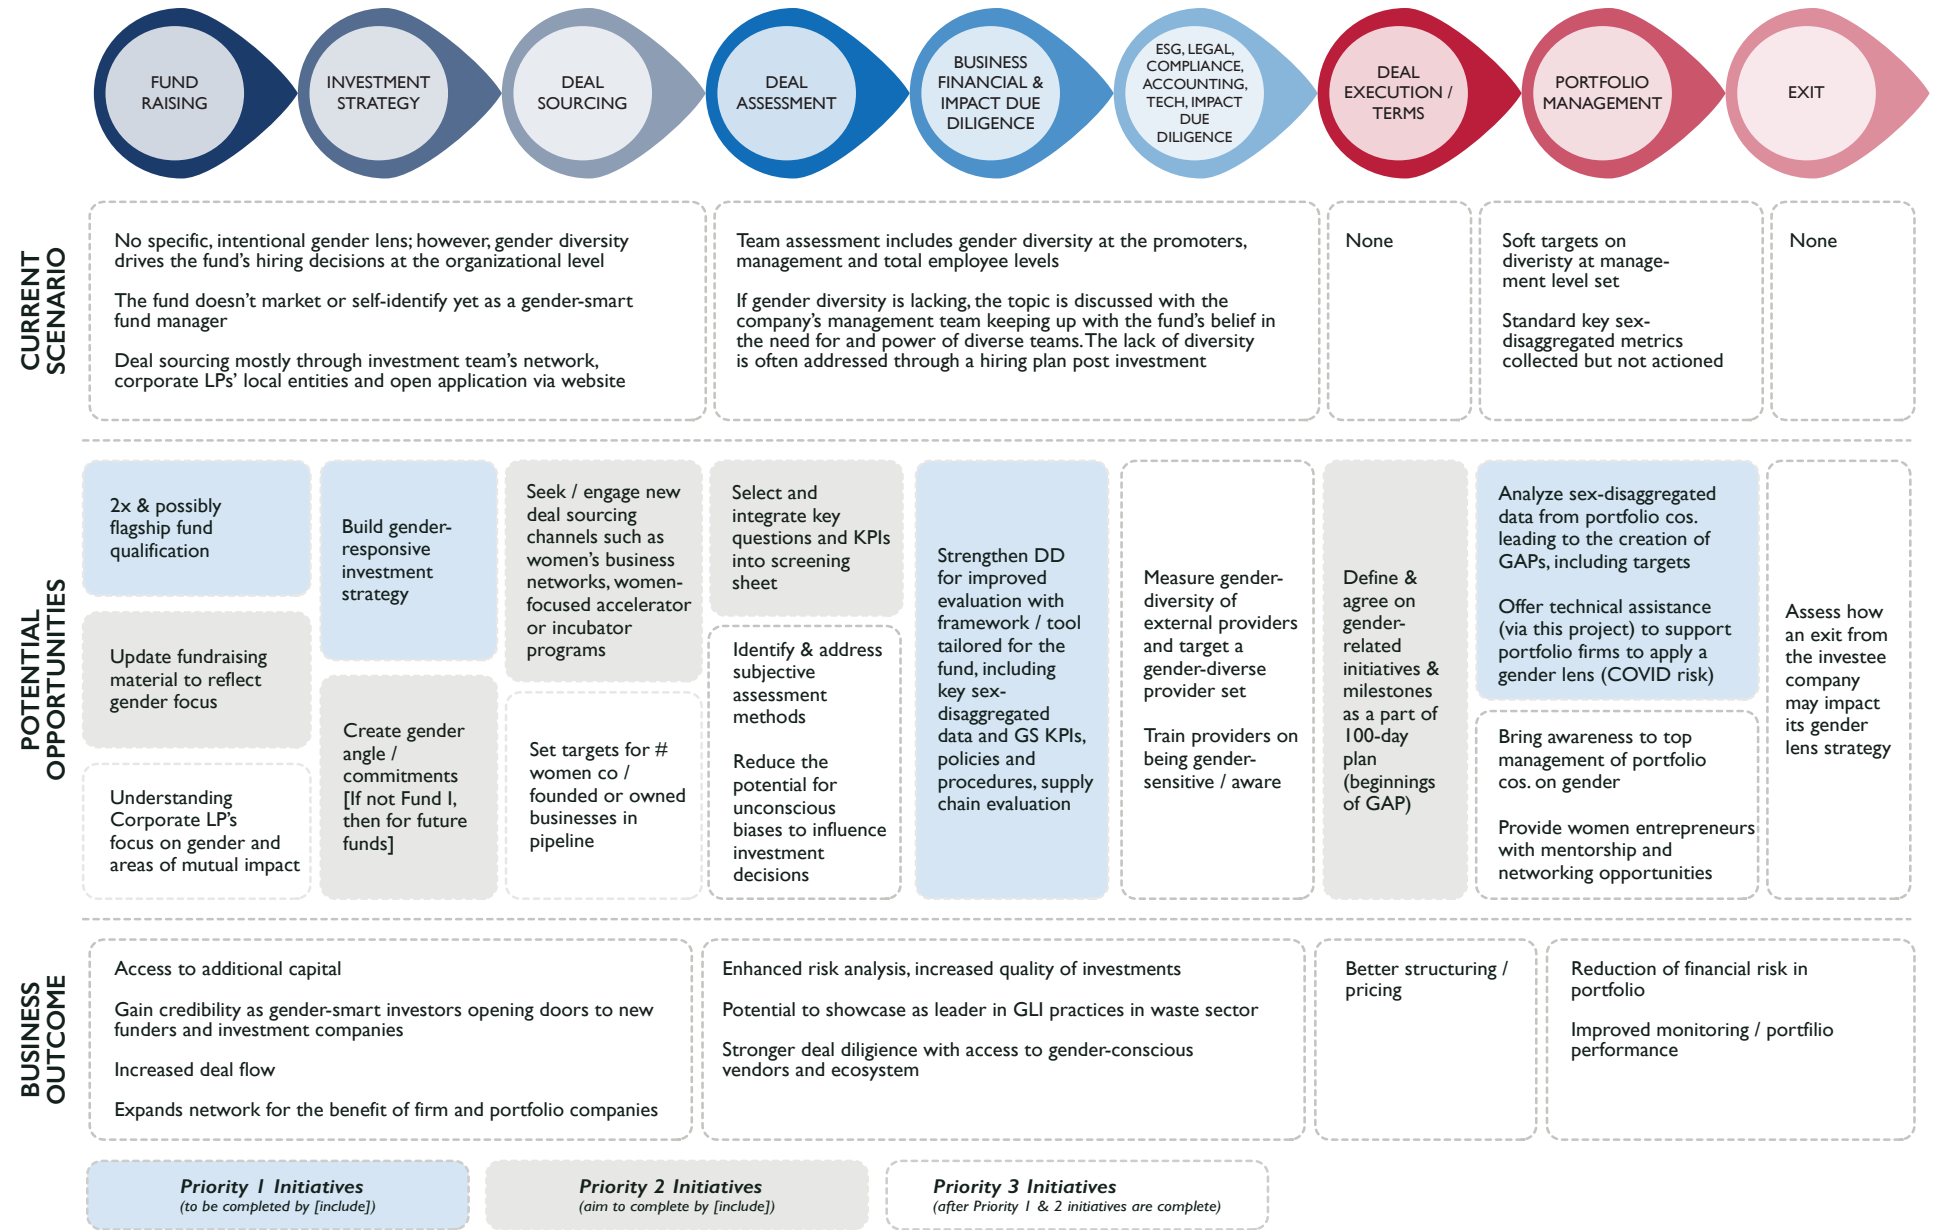 FUND
RAISING
INVESTMENT
STRATEGY
DEAL
SOURCING
DEAL
ASSESSMENT
BUSINESS
FINANCIAL &
IMPACT DUE
DILIGENCE
ESG, LEGAL,
COMPLIANCE,
ACCOUNTING,
TECH, IMPACT
DUE
DILIGENCE
DEAL
EXECUTION /
TERMS
PORTFOLIO
MANAGEMENT
EXIT
CURRENT
SCENARIO
No specific, intentional gender lens; however, gender diversity
drives the fund's hiring decisions at the organizational level
The fund doesn't market or self-identify yet as a gender-smart
fund manager
Deal sourcing mostly through investment team's network,
corporate LPs' local entities and open application via website
Team assessment includes gender diversity at the promoters,
management and total employee levels
If gender diversity is lacking, the topic is discussed with the
company's management team keeping up with the fund's belief in
the need for and power of diverse teams. The lack of diversity
is often addressed through a hiring plan post investment
None
Soft targets on
diveristy at manage-
ment level set
Standard key sex-
disaggregated metrics
collected but not actioned
None
POTENTIAL
OPPORTUNITIES
2x & possibly
flagship fund
qualification
Update fundraising
material to reflect
gender focus
Understanding
Corporate LP's
focus on gender and
areas of mutual impact
Build gender-
responsive
investment
strategy
Create gender
angle /
commitments
[If not Fund I,
then for future
funds]
Seek / engage new
deal sourcing
channels such as
women's business
networks, women-
focused accelerator
or incubator
programs
Set targets for #
women co /
founded or owned
businesses in
pipeline
Select and
integrate key
questions and KPIs
into screening
sheet
Identify & address
subjective
assessment
methods
Reduce the
potential for
unconscious
biases to influence
investment
decisions
Strengthen DD
for improved
evaluation with
framework / tool
tailored for the
fund, including
key sex-
disaggregated
data and GS KPIs,
policies and
procedures, supply
chain evaluation
Measure gender-
diversity of
external providers
and target a
gender-diverse
provider set
Train providers on
being gender-
sensitive / aware
Define &
agree on
gender-
related
initiatives &
milestones
as a part of
100-day
plan
(beginnings
of GAP)
Analyze sex-disaggregated
data from portfolio cos.
leading to the creation of
GAPs, including targets
Offer technical assistance
(via this project) to support
portfolio firms to apply a
gender lens (COVID risk)
Bring awareness to top
management of portfolio
cos. on gender
Provide women entrepreneurs
with mentorship and
networking opportunities
Assess how
an exit from
the investee
company
may impact
its gender
lens strategy
BUSINESS
OUTCOME
Access to additional capital
Gain credibility as gender-smart investors opening doors to new
funders and investment companies
Increased deal flow
Expands network for the benefit of firm and portfolio companies
Enhanced risk analysis, increased quality of investments
Potential to showcase as leader in GLI practices in waste sector
Stronger deal diligience with access to gender-conscious
vendors and ecosystem
Better structuring /
pricing
Reduction of financial risk in
portfolio
Improved monitoring / portfilio
performance
Priority 1 Initiatives
(to be completed by [include])
Priority 2 Initiatives
(aim to complete by [include])
Priority 3 Initiatives
(after Priority 1 & 2 initiatives are complete)